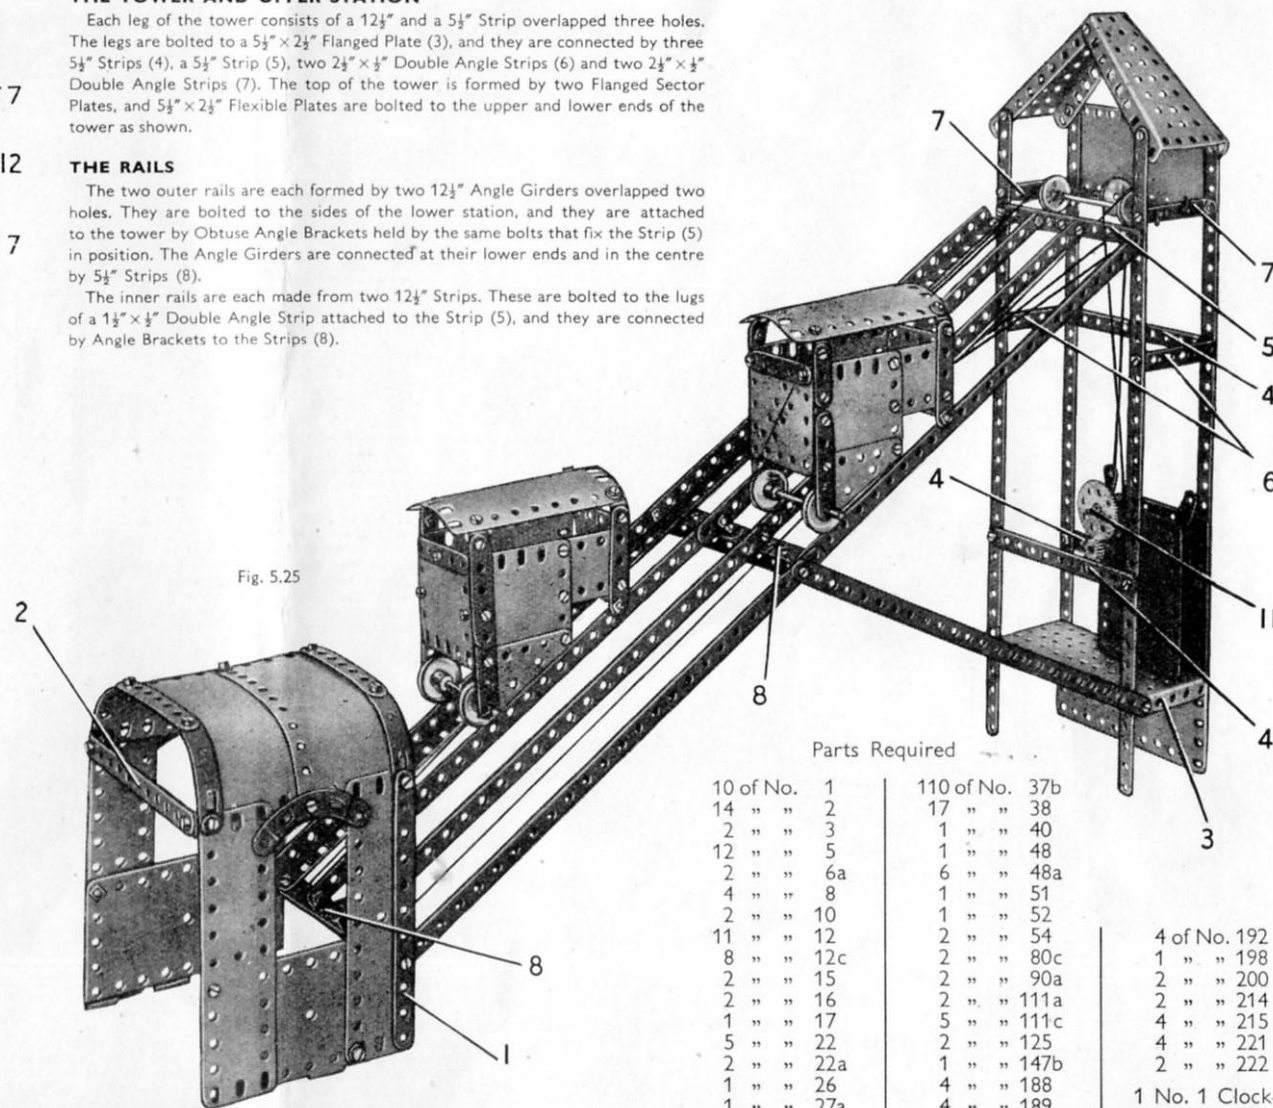 THE TOWER AND UPPER STATION
Each leg of the tower consists of a 12½″ and a 5½″ Strip overlapped three holes.
The legs are bolted to a 5½″ × 2½″ Flanged Plate (3), and they are connected by three
5½″ Strips (4), a 5½″ Strip (5), two 2½″ × ½″ Double Angle Strips (6) and two 2½″ × ½″
Double Angle Strips (7). The top of the tower is formed by two Flanged Sector
Plates, and 5½″ × 2½″ Flexible Plates are bolted to the upper and lower ends of the
tower as shown.
THE RAILS
The two outer rails are each formed by two 12½″ Angle Girders overlapped two
holes. They are bolted to the sides of the lower station, and they are attached
to the tower by Obtuse Angle Brackets held by the same bolts that fix the Strip (5)
in position. The Angle Girders are connected at their lower ends and in the centre
by 5½″ Strips (8).
The inner rails are each made from two 12½″ Strips. These are bolted to the lugs
of a 1½″ × ½″ Double Angle Strip attached to the Strip (5), and they are connected
by Angle Brackets to the Strips (8).
7
12
7
7
7
5
4
6
4
11
4
3
8
Fig. 5.25
2
8
1
Parts Required
10 of No. 1
14 " " 2
2 " " 3
12 " " 5
2 " " 6a
4 " " 8
2 " " 10
11 " " 12
8 " " 12c
2 " " 15
2 " " 16
1 " " 17
5 " " 22
2 " " 22a
1 " " 26
1 " " 27a
110 of No. 37b
17 " " 38
1 " " 40
1 " " 48
6 " " 48a
1 " " 51
1 " " 52
2 " " 54
2 " " 80c
2 " " 90a
2 " " 111a
5 " " 111c
2 " " 125
1 " " 147b
4 " " 188
4 " " 189
4 of No. 192
1 " " 198
2 " " 200
2 " " 214
4 " " 215
4 " " 221
2 " " 222
1 No. 1 Clock